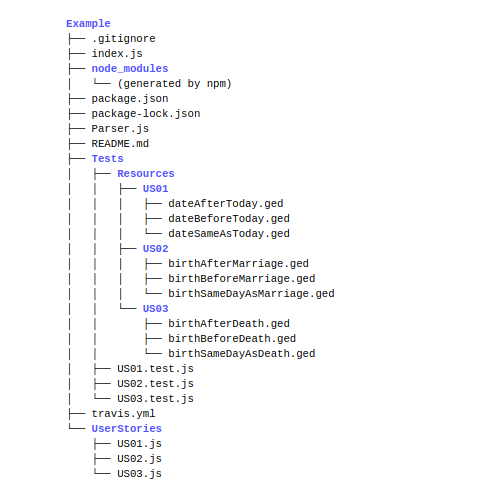 Example
├── .gitignore
├── index.js
├── node_modules
│   └── (generated by npm)
├── package.json
├── package-lock.json
├── Parser.js
├── README.md
├── Tests
│   ├── Resources
│   │   ├── US01
│   │   │   ├── dateAfterToday.ged
│   │   │   ├── dateBeforeToday.ged
│   │   │   └── dateSameAsToday.ged
│   │   ├── US02
│   │   │   ├── birthAfterMarriage.ged
│   │   │   ├── birthBeforeMarriage.ged
│   │   │   └── birthSameDayAsMarriage.ged
│   │   └── US03
│   │       ├── birthAfterDeath.ged
│   │       ├── birthBeforeDeath.ged
│   │       └── birthSameDayAsDeath.ged
│   ├── US01.test.js
│   ├── US02.test.js
│   └── US03.test.js
├── travis.yml
└── UserStories
    ├── US01.js
    ├── US02.js
    └── US03.js